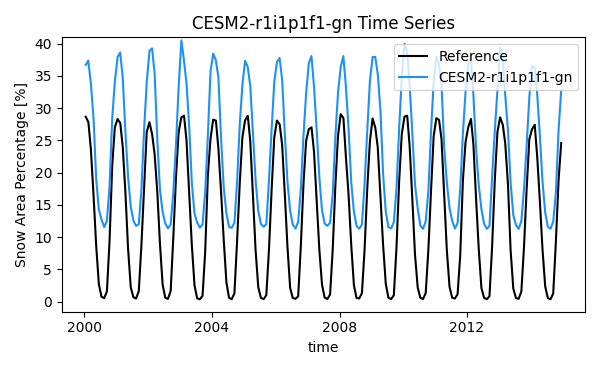 CESM2-r1i1p1f1-gn Time Series
Snow Area Percentage [%]
40
35
30
25
20
15
10
5
0
Reference
CESM2-r1i1p1f1-gn
2000
2004
2008
2012
time